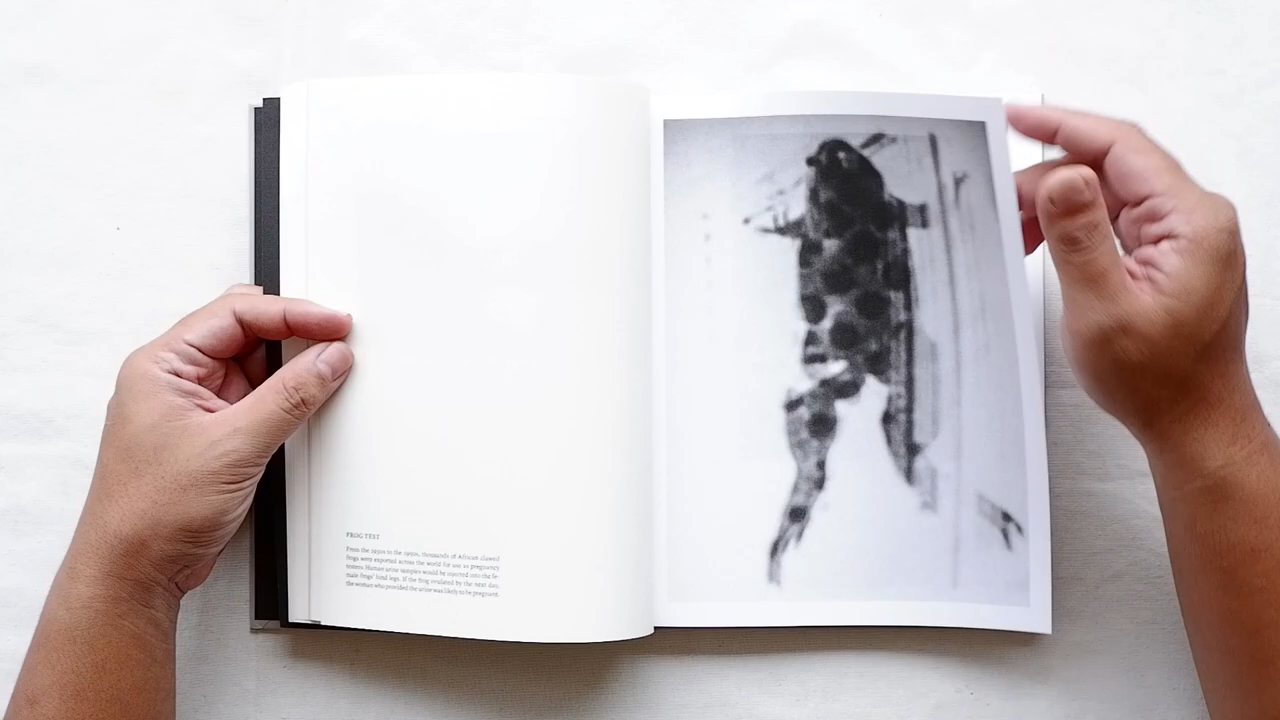 FROG TEST
From the 1930s to the 1950s, thousands of African clawed
frogs were exported across the world for use as pregnancy
testers. Human urine samples would be injected into the fe-
male frogs' hind legs. If the frog ovulated by the next day,
the woman who provided the urine was likely to be pregnant.